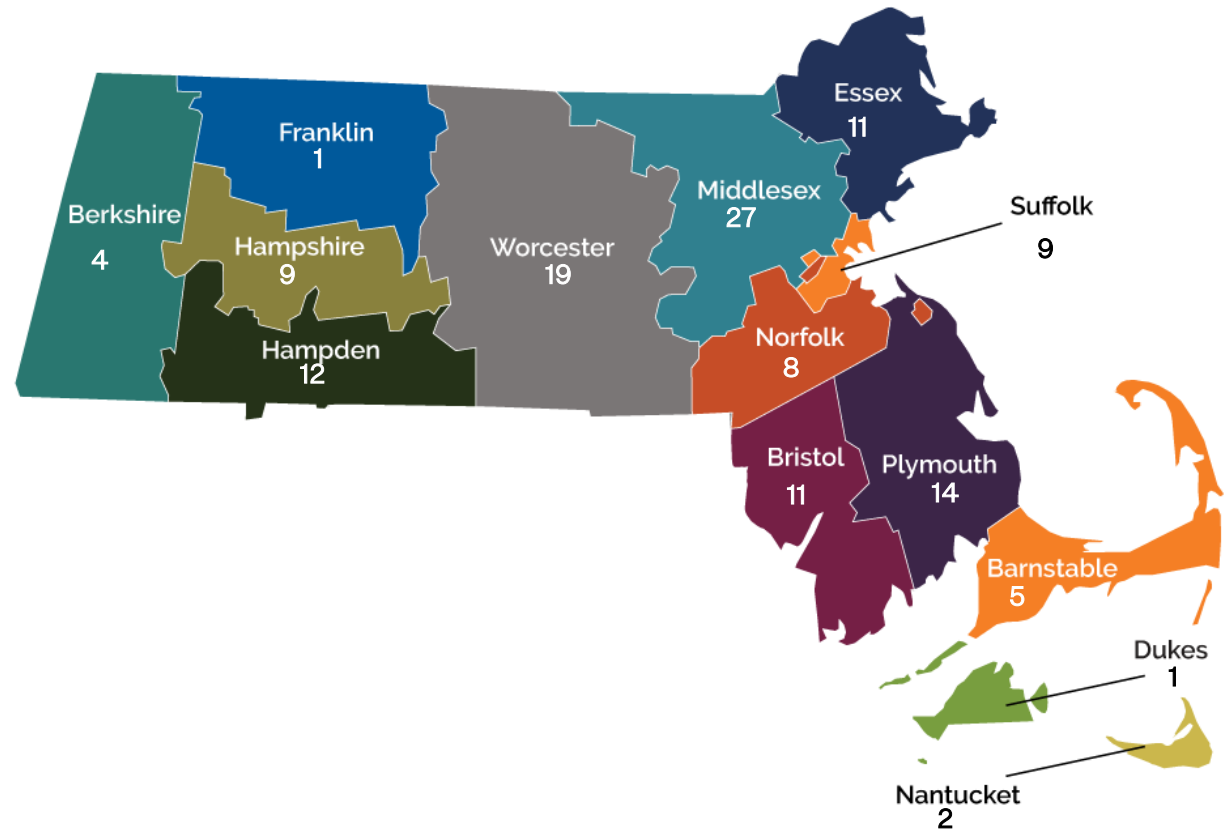 Essex
11
Franklin
1
Middlesex
27
Suffolk
9
Berkshire
4
Hampshire
9
Worcester
19
Norfolk
8
Hampden
12
Bristol
11
Plymouth
14
Barnstable
5
Dukes
1
Nantucket
2